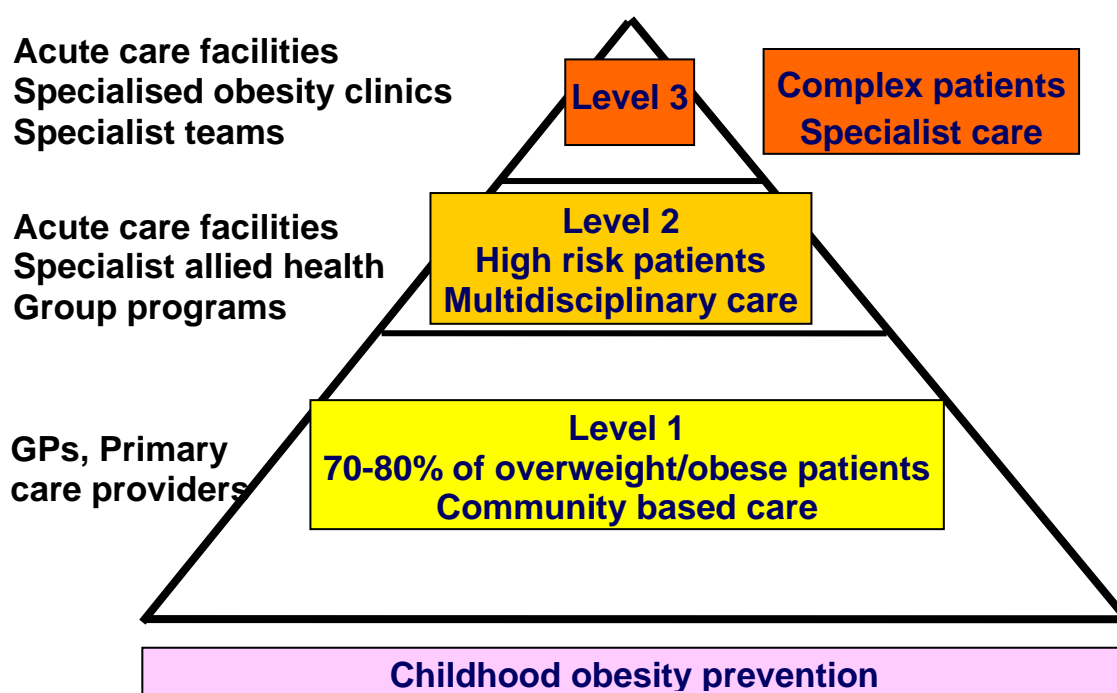 Acute care facilities
Specialised obesity clinics
Specialist teams
Level 3
Complex patients
Specialist care
Acute care facilities
Specialist allied health
Group programs
Level 2
High risk patients
Multidisciplinary care
GPs, Primary
care providers
Level 1
70-80% of overweight/obese patients
Community based care
Childhood obesity prevention